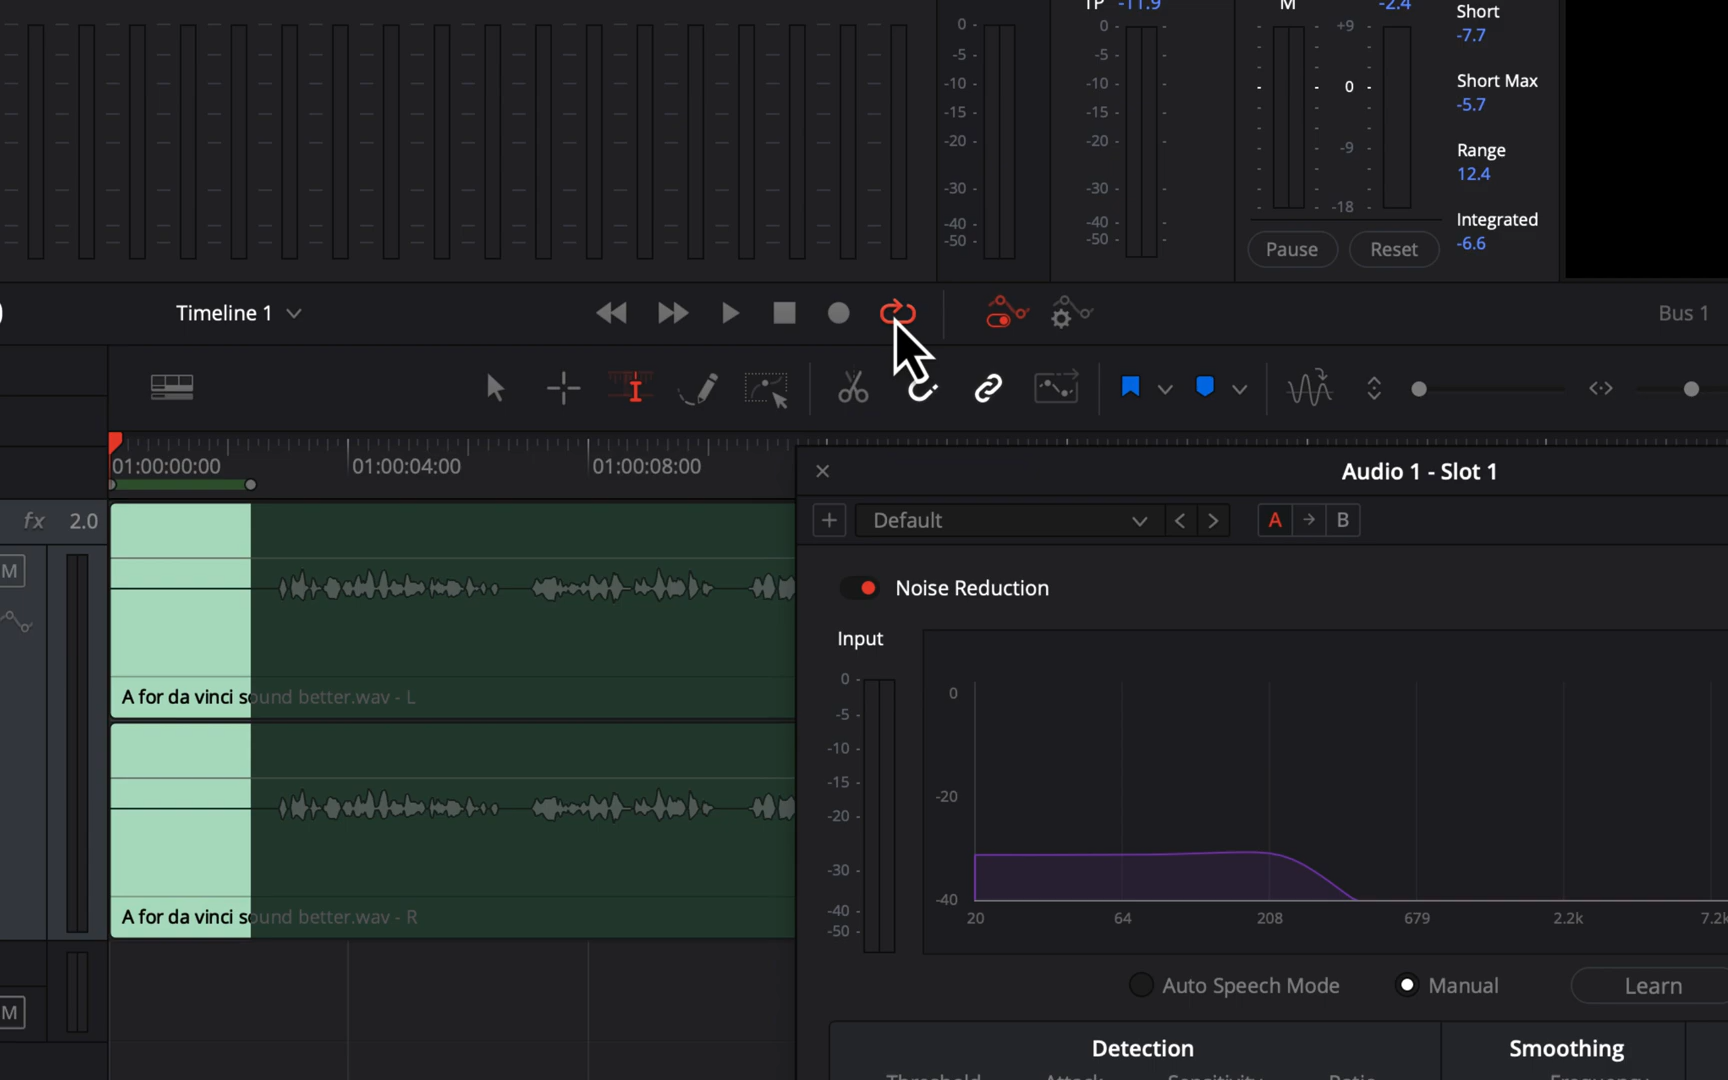 TP -11.9
M -2.4
Short
-7.7
Short Max
-5.7
Range
12.4
Integrated
-6.6
0
-5
-10
-15
-20
-30
-40
-50
0
-5
-10
-15
-20
-30
-40
-50
+9
0
-9
-18
Pause Reset
Timeline 1
Bus 1
01:00:00:00 01:00:04:00 01:00:08:00
Audio 1 - Slot 1
fx 2.0
Default
A B
M
Noise Reduction
Input
0
-5
-10
-15
-20
-30
-40
-50
0
-20
-40
20 64 208 679 2.2k 7.2k
A for da vinci sound better.wav - L
A for da vinci sound better.wav - R
Auto Speech Mode Manual Learn
M
Detection Smoothing
Threshold Attack Sensitivity Ratio Frequency